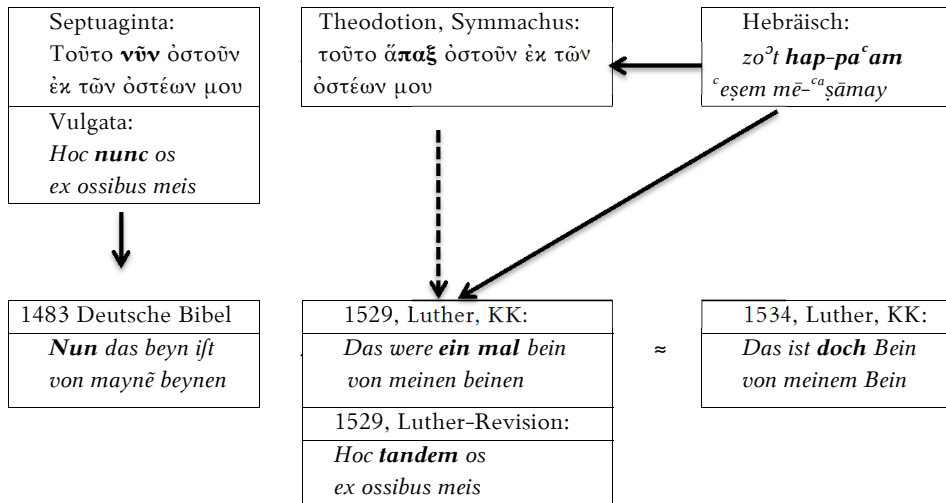 Septuaginta:
Τοῦτο νῦν ὀστοῦν
ἐκ τῶν ὀστέων μου
Vulgata:
Hoc nunc os
ex ossibus meis
Theodotion, Symmachus:
τοῦτο ἅπαξ ὀστοῦν ἐκ τῶν
ὀστέων μου
Hebräisch:
zoʾt hap-paʿam
ʿeṣem mē-ʿaṣāmay
1483 Deutsche Bibel
Nun das beyn iſt
von maynẽ beynen
1529, Luther, KK:
Das were ein mal bein
von meinen beinen
1529, Luther-Revision:
Hoc tandem os
ex ossibus meis
≈
1534, Luther, KK:
Das ist doch Bein
von meinem Bein